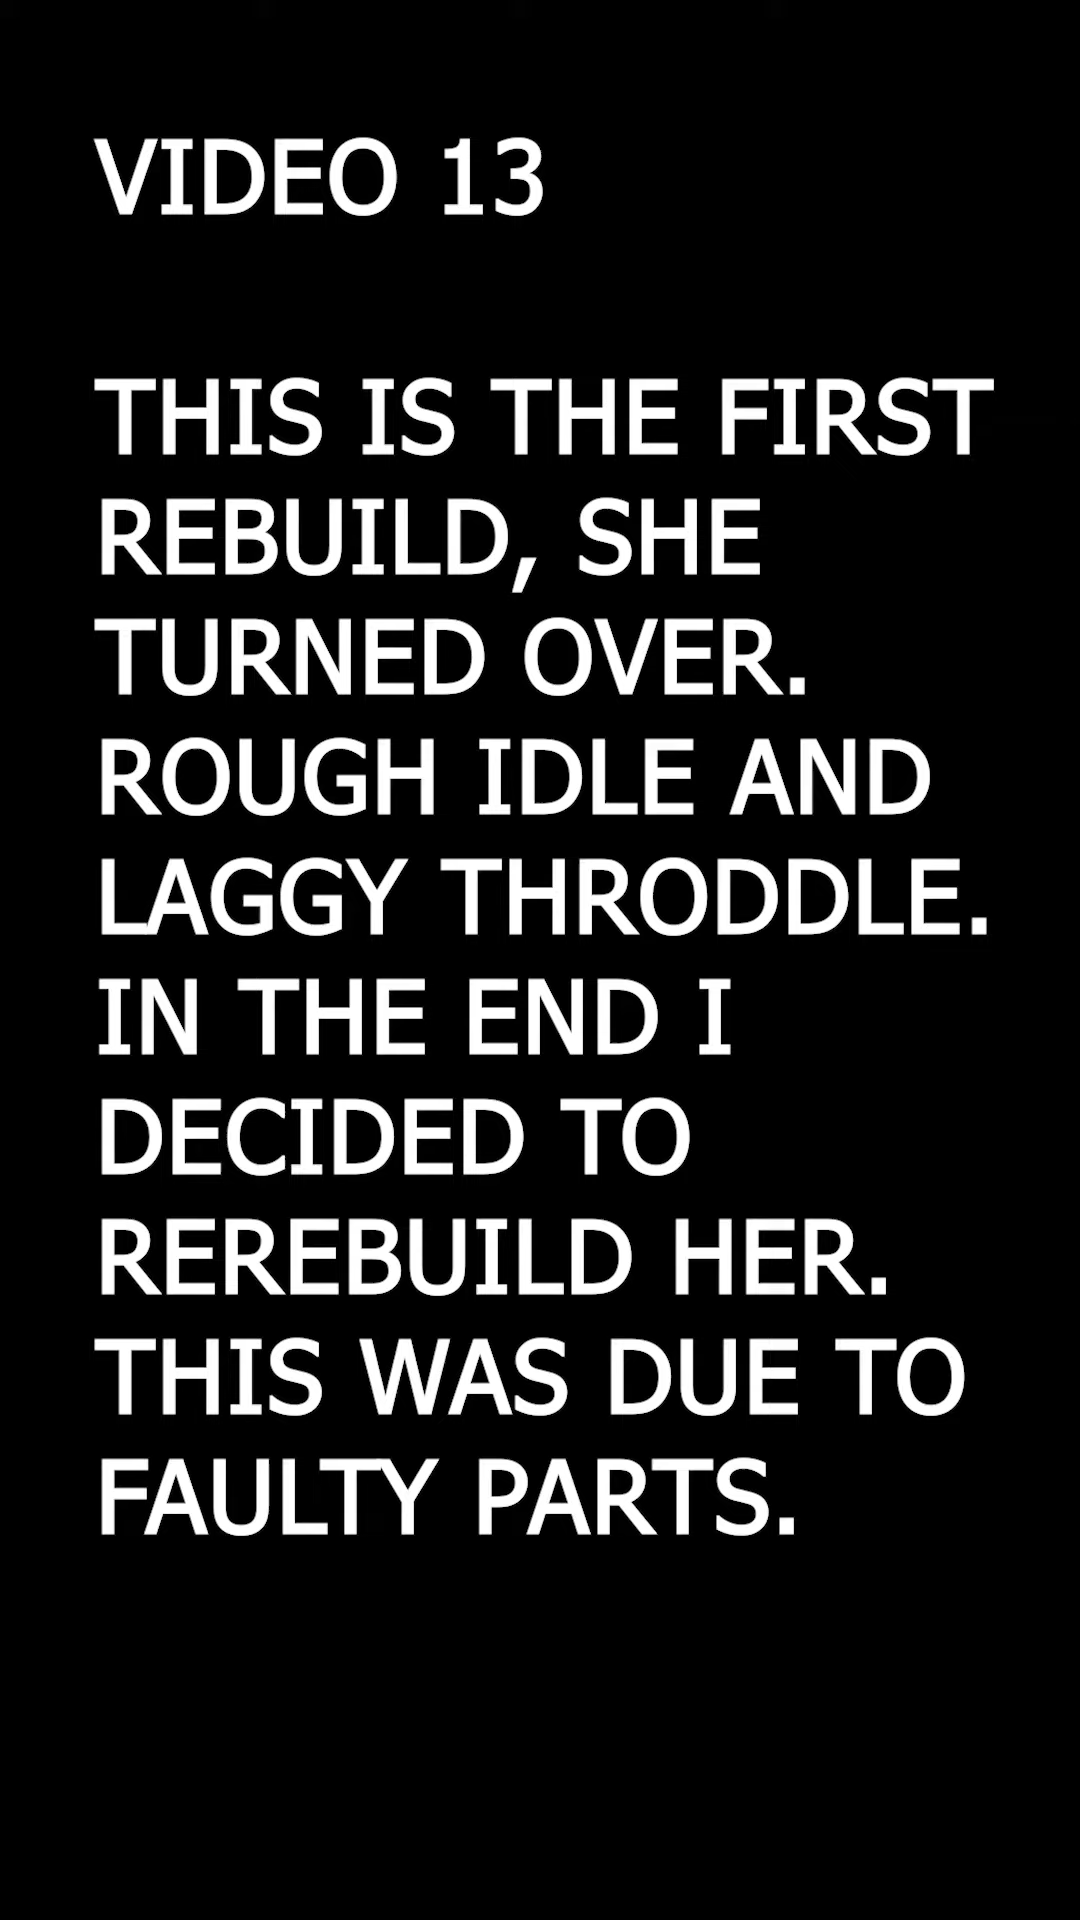 VIDEO 13
THIS IS THE FIRST
REBUILD, SHE
TURNED OVER.
ROUGH IDLE AND
LAGGY THRODDLE.
IN THE END I
DECIDED TO
REREBUILD HER.
THIS WAS DUE TO
FAULTY PARTS.